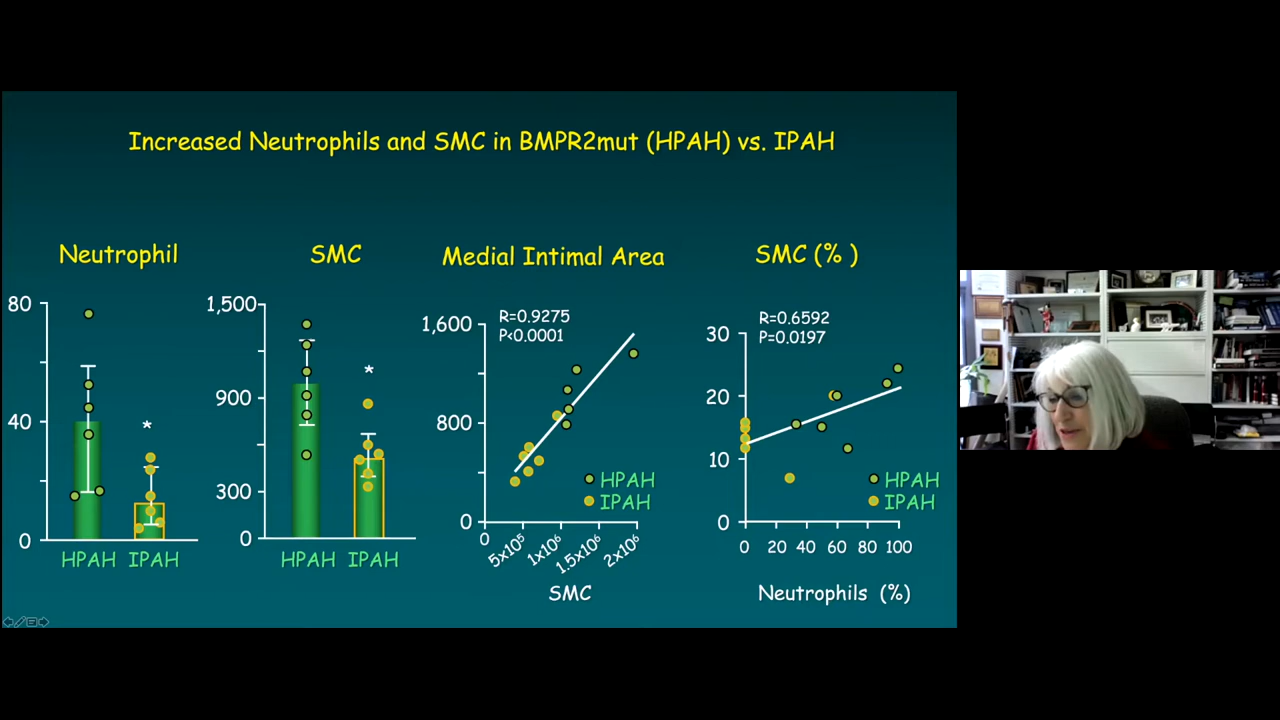 Increased Neutrophils and SMC in BMPR2mut (HPAH) vs. IPAH
Neutrophil
80
40
0
*
HPAH IPAH
SMC
1,500
900
300
0
*
HPAH IPAH
Medial Intimal Area
R=0.9275
P<0.0001
1,600
800
0
HPAH
IPAH
0 5x10⁵ 1x10⁶ 1.5x10⁶ 2x10⁶
SMC
SMC (% )
R=0.6592
P=0.0197
30
20
10
0
HPAH
IPAH
0 20 40 60 80 100
Neutrophils (%)